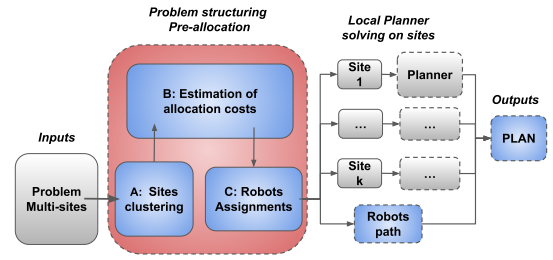 Problem structuring
Pre-allocation
Local Planner
solving on sites
B: Estimation of
allocation costs
Site
1
Planner
Inputs
Outputs
...
...
PLAN
Problem
Multi-sites
A: Sites
clustering
C: Robots
Assignments
Site
k
...
Robots
path